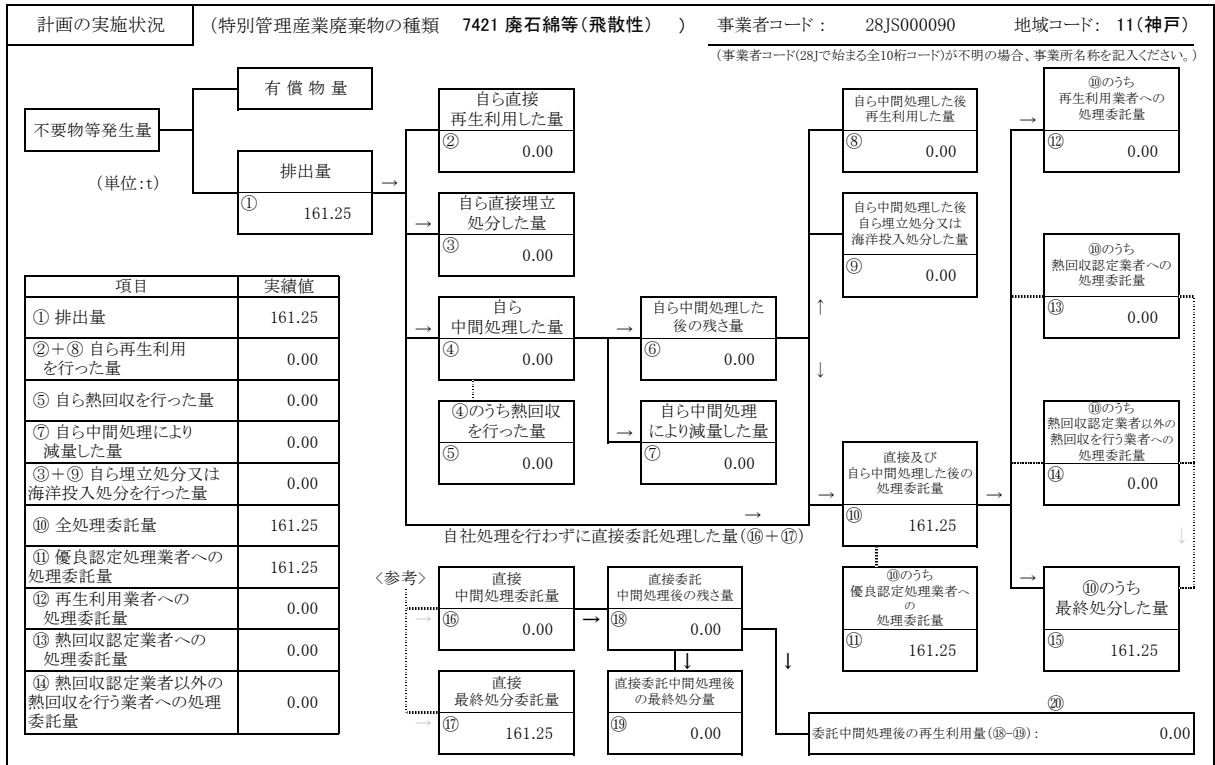 計画の実施状況
(特別管理産業廃棄物の種類 7421 廃石綿等(飛散性) )
事業者コード: 28JS000090 地域コード: 11(神戸)
(事業者コード(28Jで始まる全10桁コード)が不明の場合、事業所名称を記入ください。)
不要物等発生量
(単位:t)
有償物量
排出量
→
①
161.25
自ら直接
再生利用した量
②
0.00
→
自ら直接埋立
処分した量
③
0.00
→
自ら
中間処理した量
④
0.00
④のうち熱回収
を行った量
⑤
0.00
→
自ら中間処理した
後の残さ量
⑥
0.00
→
自ら中間処理
により減量した量
⑦
0.00
自ら中間処理した後
再生利用した量
⑧
0.00
自ら中間処理した後
自ら埋立処分又は
海洋投入処分した量
⑨
0.00
↑
↓
→
→
直接及び
自ら中間処理した後の
処理委託量
⑩
161.25
→
⑩のうち
優良認定処理業者へ
の
処理委託量
⑪
161.25
→
⑩のうち
再生利用業者への
処理委託量
⑫
0.00
⑩のうち
熱回収認定業者への
処理委託量
⑬
0.00
⑩のうち
熱回収認定業者以外の
熱回収を行う業者への
処理委託量
⑭
0.00
↓
→
⑩のうち
最終処分した量
⑮
161.25
自社処理を行わずに直接委託処理した量(⑯+⑰)
<参考>
→
直接
中間処理委託量
⑯
0.00
→
直接委託
中間処理後の残さ量
⑱
0.00
↓
↓
→
直接
最終処分委託量
⑰
161.25
直接委託中間処理後
の最終処分量
⑲
0.00
⑳
委託中間処理後の再生利用量(⑱-⑲): 0.00
項目 実績値
① 排出量 161.25
②+⑧ 自ら再生利用
を行った量 0.00
⑤ 自ら熱回収を行った量 0.00
⑦ 自ら中間処理により
減量した量 0.00
③+⑨ 自ら埋立処分又は
海洋投入処分を行った量 0.00
⑩ 全処理委託量 161.25
⑪ 優良認定処理業者への
処理委託量 161.25
⑫ 再生利用業者への
処理委託量 0.00
⑬ 熱回収認定業者への
処理委託量 0.00
⑭ 熱回収認定業者以外の
熱回収を行う業者への処理
委託量 0.00